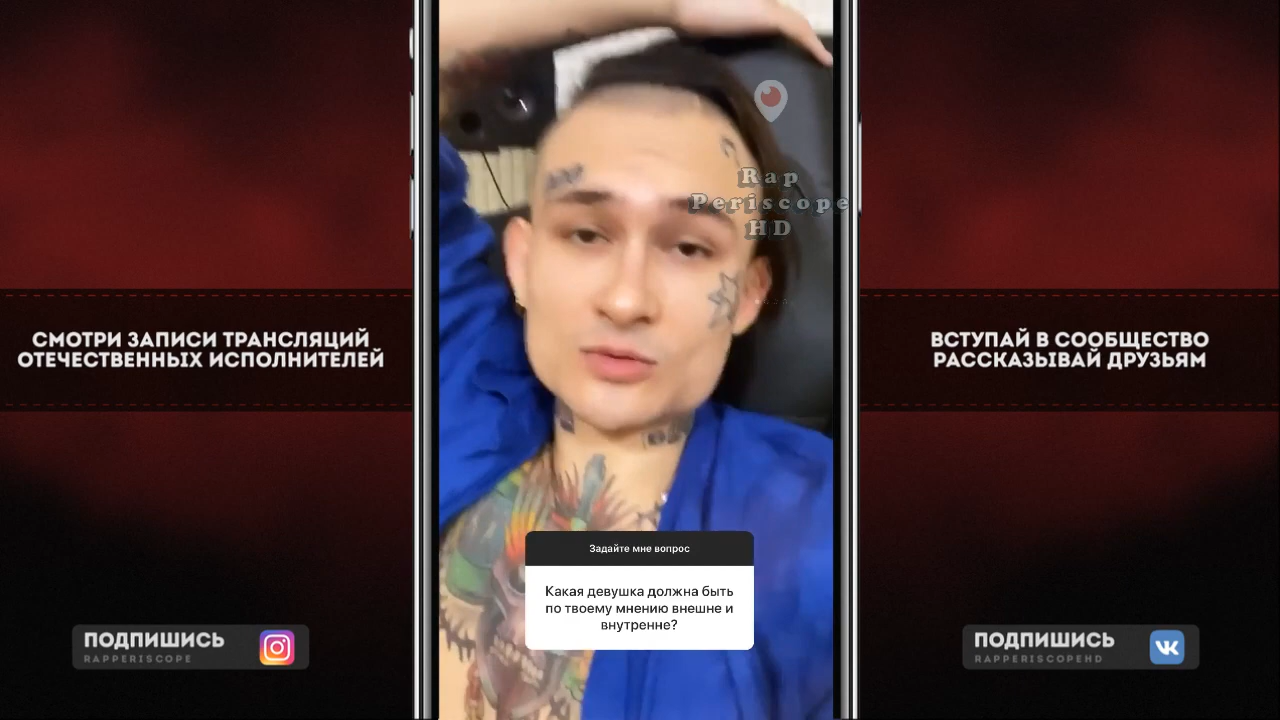 Rap
Periscope
HD
СМОТРИ ЗАПИСИ ТРАНСЛЯЦИЙ
ОТЕЧЕСТВЕННЫХ ИСПОЛНИТЕЛЕЙ
ВСТУПАЙ В СООБЩЕСТВО
РАССКАЗЫВАЙ ДРУЗЬЯМ
Задайте мне вопрос
Какая девушка должна быть
по твоему мнению внешне и
внутренне?
ПОДПИШИСЬ
RAPPERISCOPE
ПОДПИШИСЬ
RAPPERISCOPEHD